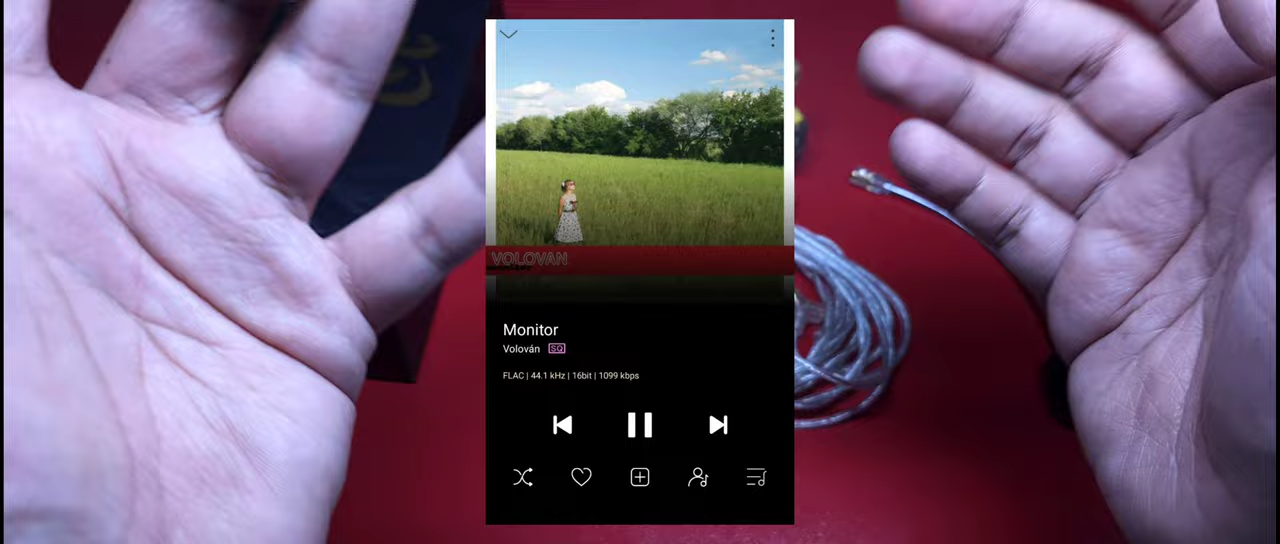 VOLOVAN
Monitor
Volován SQ
FLAC | 44.1 kHz | 16bit | 1099 kbps